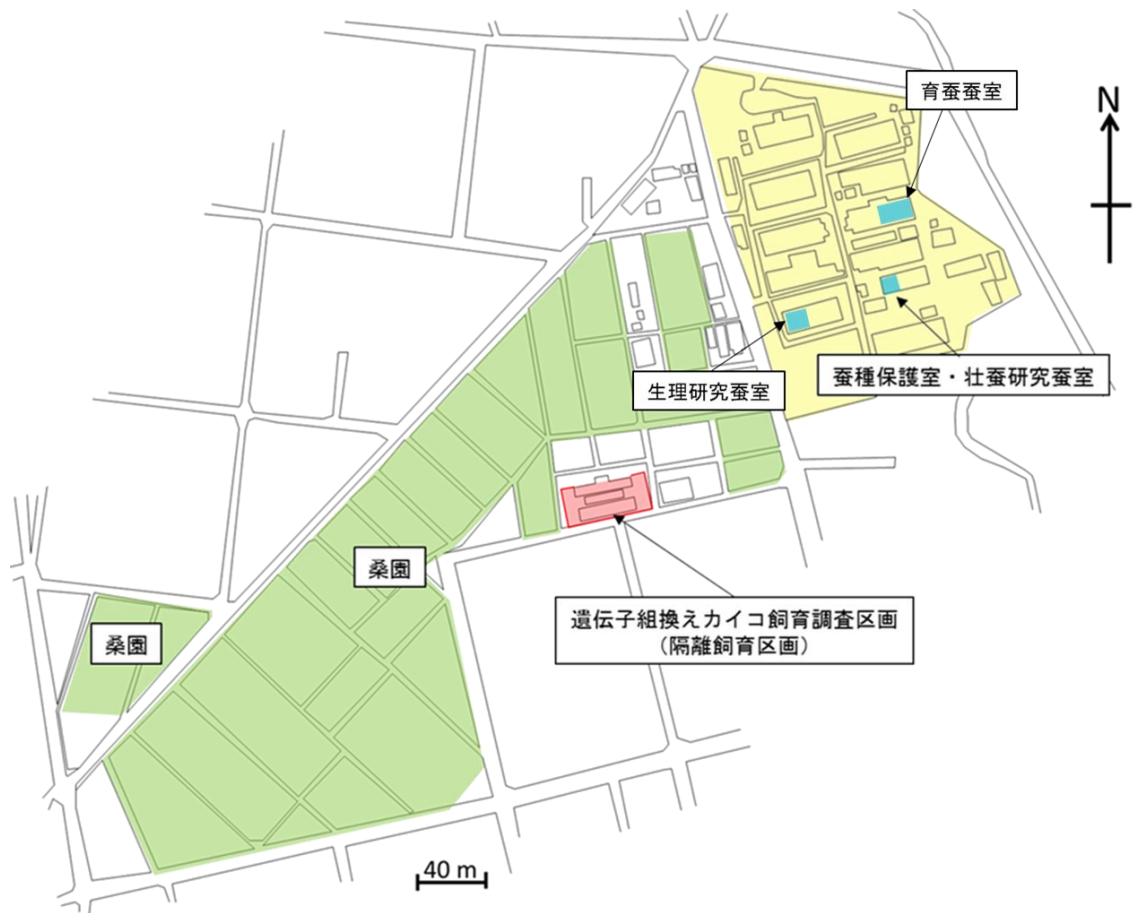 育蚕蚕室
N
生理研究蚕室
蚕種保護室・壮蚕研究蚕室
桑園
遺伝子組換えカイコ飼育調査区画
（隔離飼育区画）
桑園
40 m